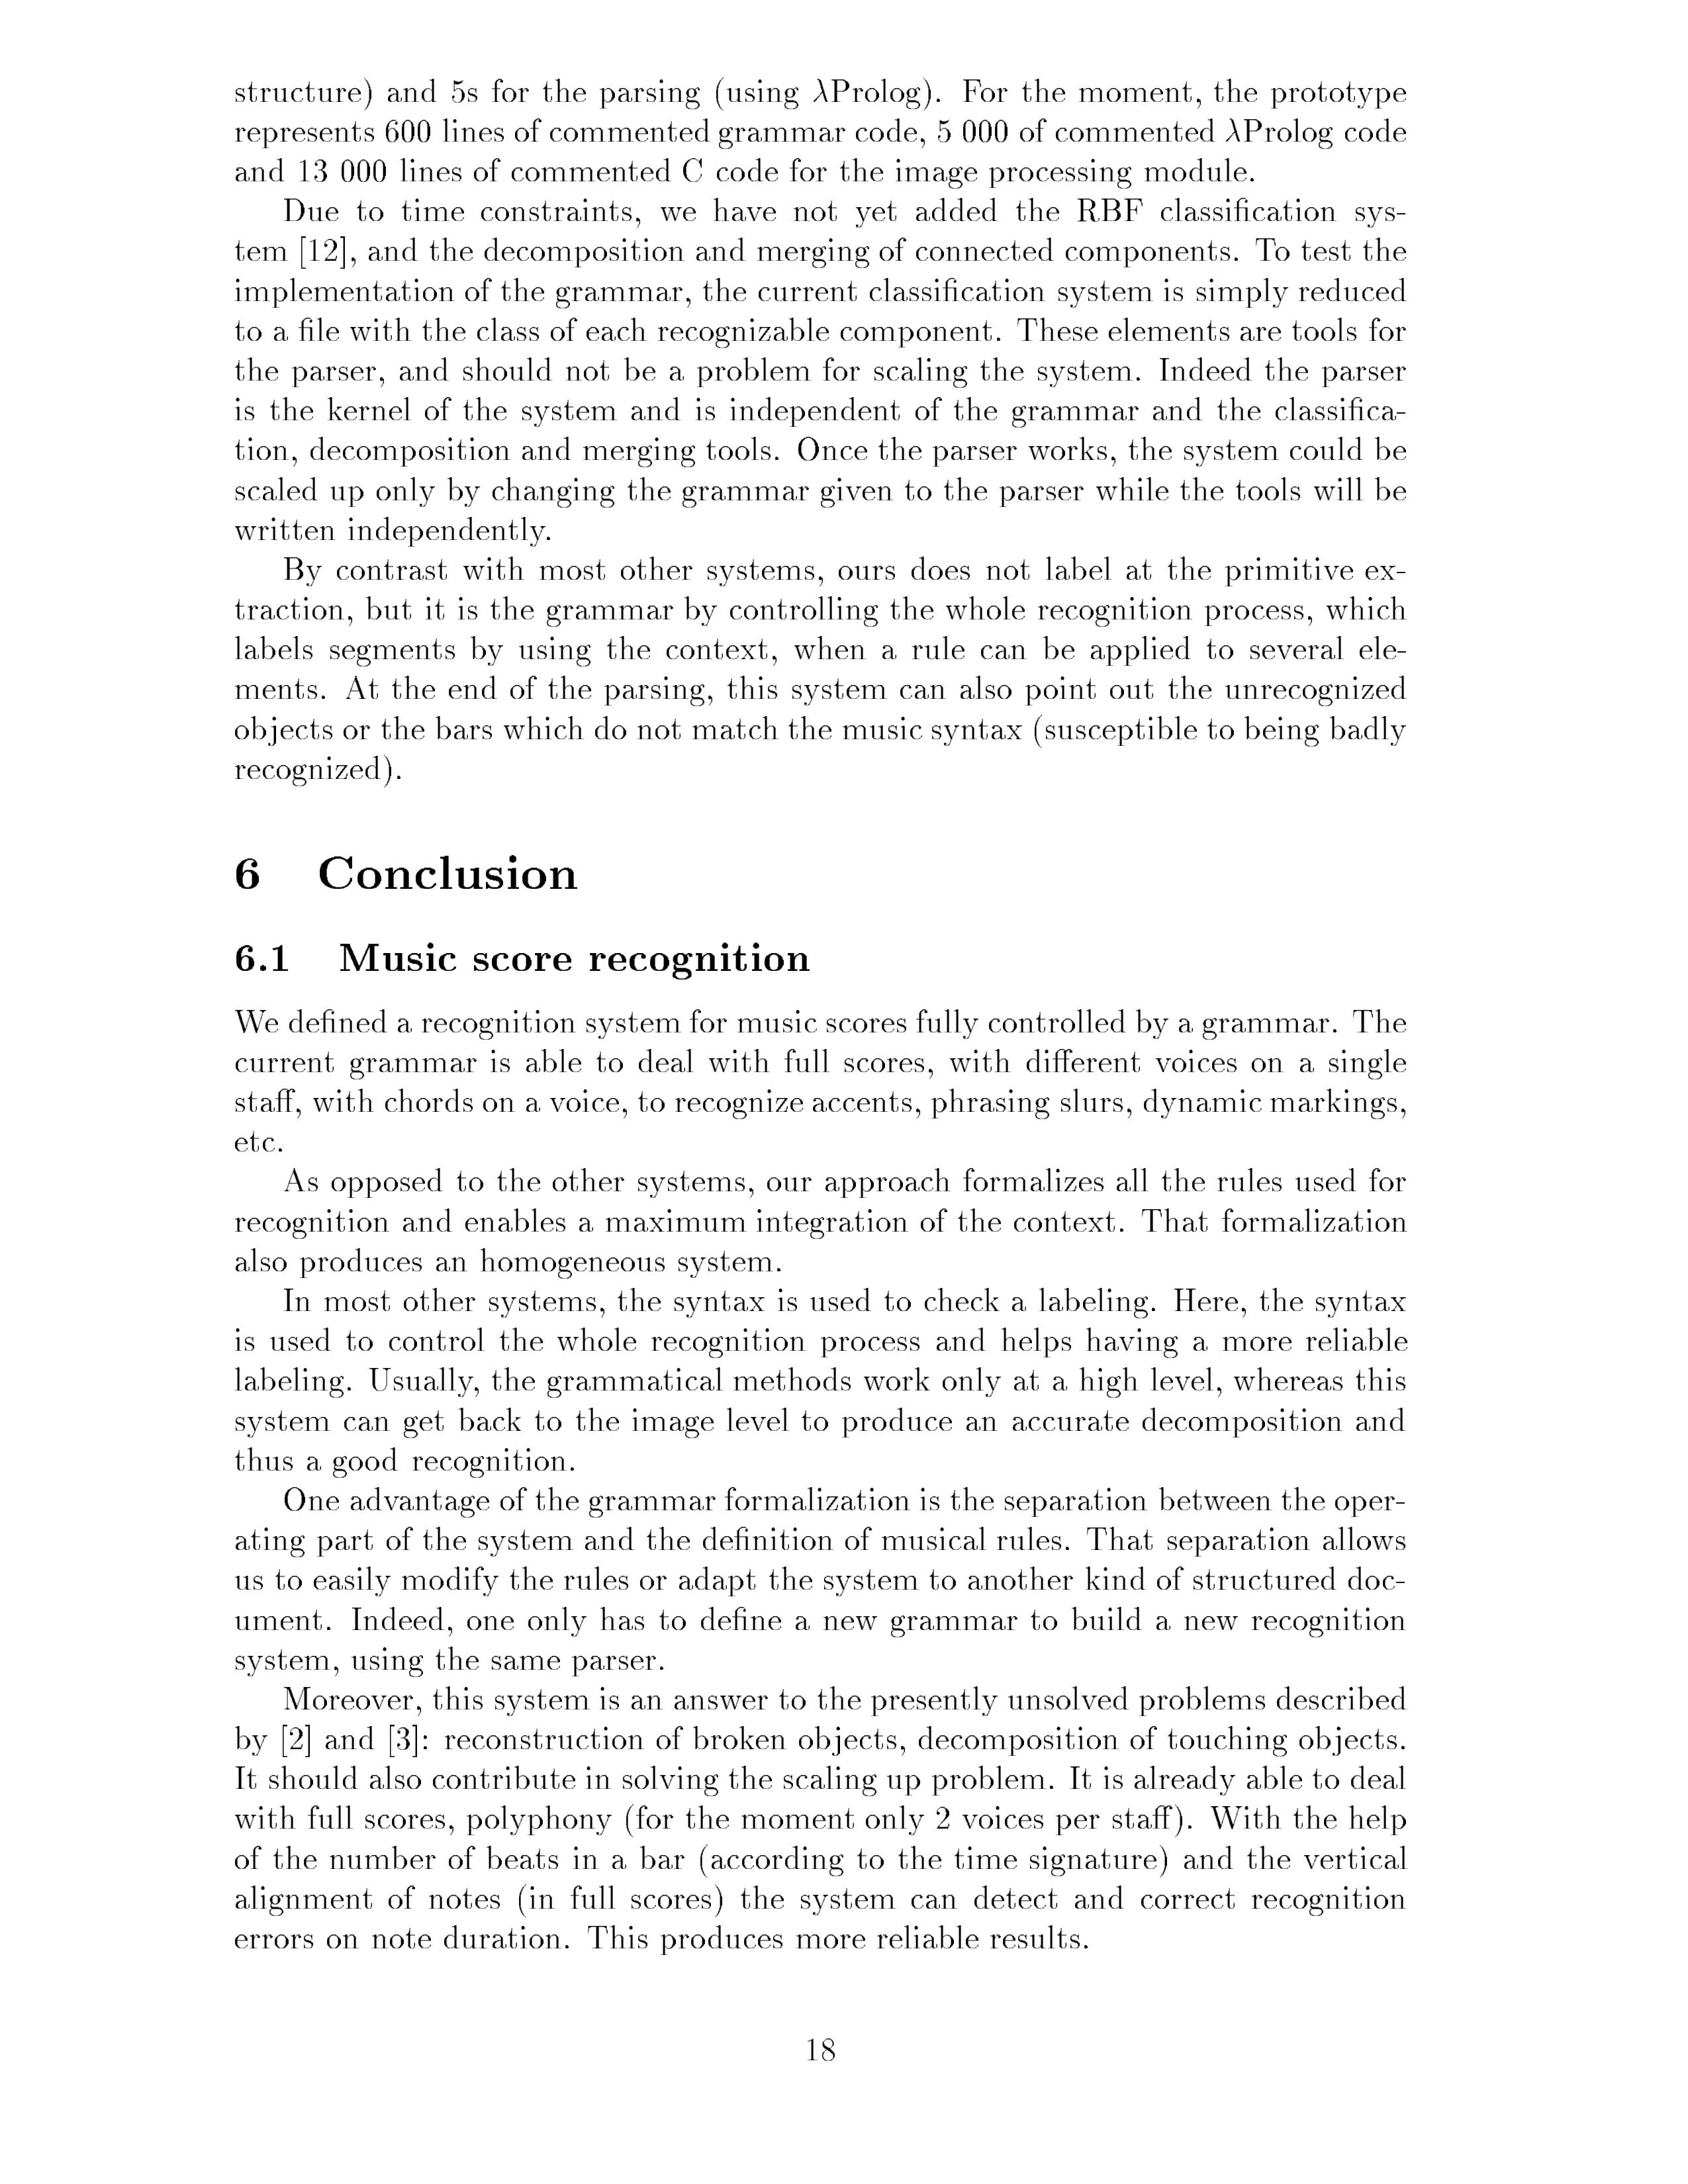 structure) and 5s for the parsing (using λProlog). For the moment, the prototype
represents 600 lines of commented grammar code, 5 000 of commented λProlog code
and 13 000 lines of commented C code for the image processing module.
Due to time constraints, we have not yet added the RBF classification sys-
tem [12], and the decomposition and merging of connected components. To test the
implementation of the grammar, the current classification system is simply reduced
to a file with the class of each recognizable component. These elements are tools for
the parser, and should not be a problem for scaling the system. Indeed the parser
is the kernel of the system and is independent of the grammar and the classifica-
tion, decomposition and merging tools. Once the parser works, the system could be
scaled up only by changing the grammar given to the parser while the tools will be
written independently.
By contrast with most other systems, ours does not label at the primitive ex-
traction, but it is the grammar by controlling the whole recognition process, which
labels segments by using the context, when a rule can be applied to several ele-
ments. At the end of the parsing, this system can also point out the unrecognized
objects or the bars which do not match the music syntax (susceptible to being badly
recognized).
6 Conclusion
6.1 Music score recognition
We defined a recognition system for music scores fully controlled by a grammar. The
current grammar is able to deal with full scores, with different voices on a single
staff, with chords on a voice, to recognize accents, phrasing slurs, dynamic markings,
etc.
As opposed to the other systems, our approach formalizes all the rules used for
recognition and enables a maximum integration of the context. That formalization
also produces an homogeneous system.
In most other systems, the syntax is used to check a labeling. Here, the syntax
is used to control the whole recognition process and helps having a more reliable
labeling. Usually, the grammatical methods work only at a high level, whereas this
system can get back to the image level to produce an accurate decomposition and
thus a good recognition.
One advantage of the grammar formalization is the separation between the oper-
ating part of the system and the definition of musical rules. That separation allows
us to easily modify the rules or adapt the system to another kind of structured doc-
ument. Indeed, one only has to define a new grammar to build a new recognition
system, using the same parser.
Moreover, this system is an answer to the presently unsolved problems described
by [2] and [3]: reconstruction of broken objects, decomposition of touching objects.
It should also contribute in solving the scaling up problem. It is already able to deal
with full scores, polyphony (for the moment only 2 voices per staff). With the help
of the number of beats in a bar (according to the time signature) and the vertical
alignment of notes (in full scores) the system can detect and correct recognition
errors on note duration. This produces more reliable results.
18